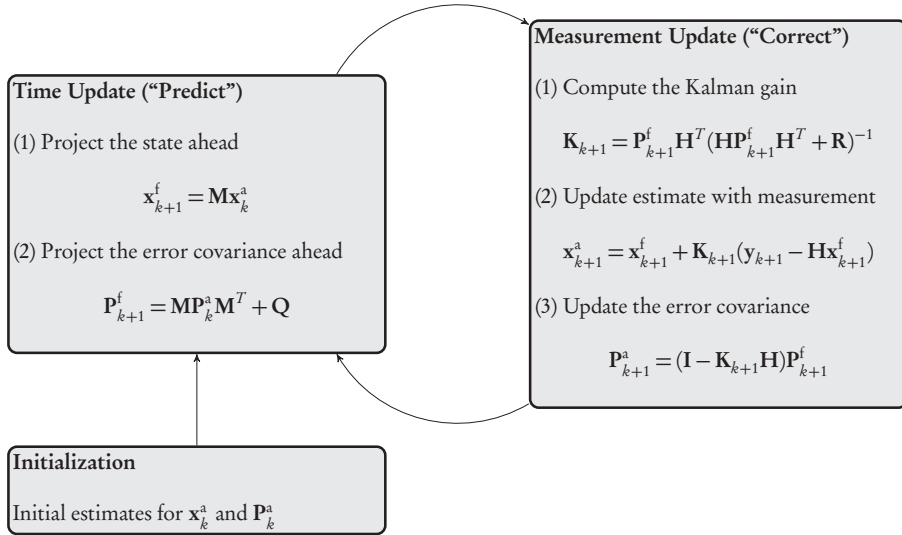 Time Update (“Predict”)
(1) Project the state ahead
x^f_{k+1} = Mx^a_k
(2) Project the error covariance ahead
P^f_{k+1} = MP^a_k M^T + Q
Measurement Update (“Correct”)
(1) Compute the Kalman gain
K_{k+1} = P^f_{k+1}H^T(HP^f_{k+1}H^T + R)^{−1}
(2) Update estimate with measurement
x^a_{k+1} = x^f_{k+1} + K_{k+1}(y_{k+1} − Hx^f_{k+1})
(3) Update the error covariance
P^a_{k+1} = (I − K_{k+1}H)P^f_{k+1}
Initialization
Initial estimates for x^a_k and P^a_k